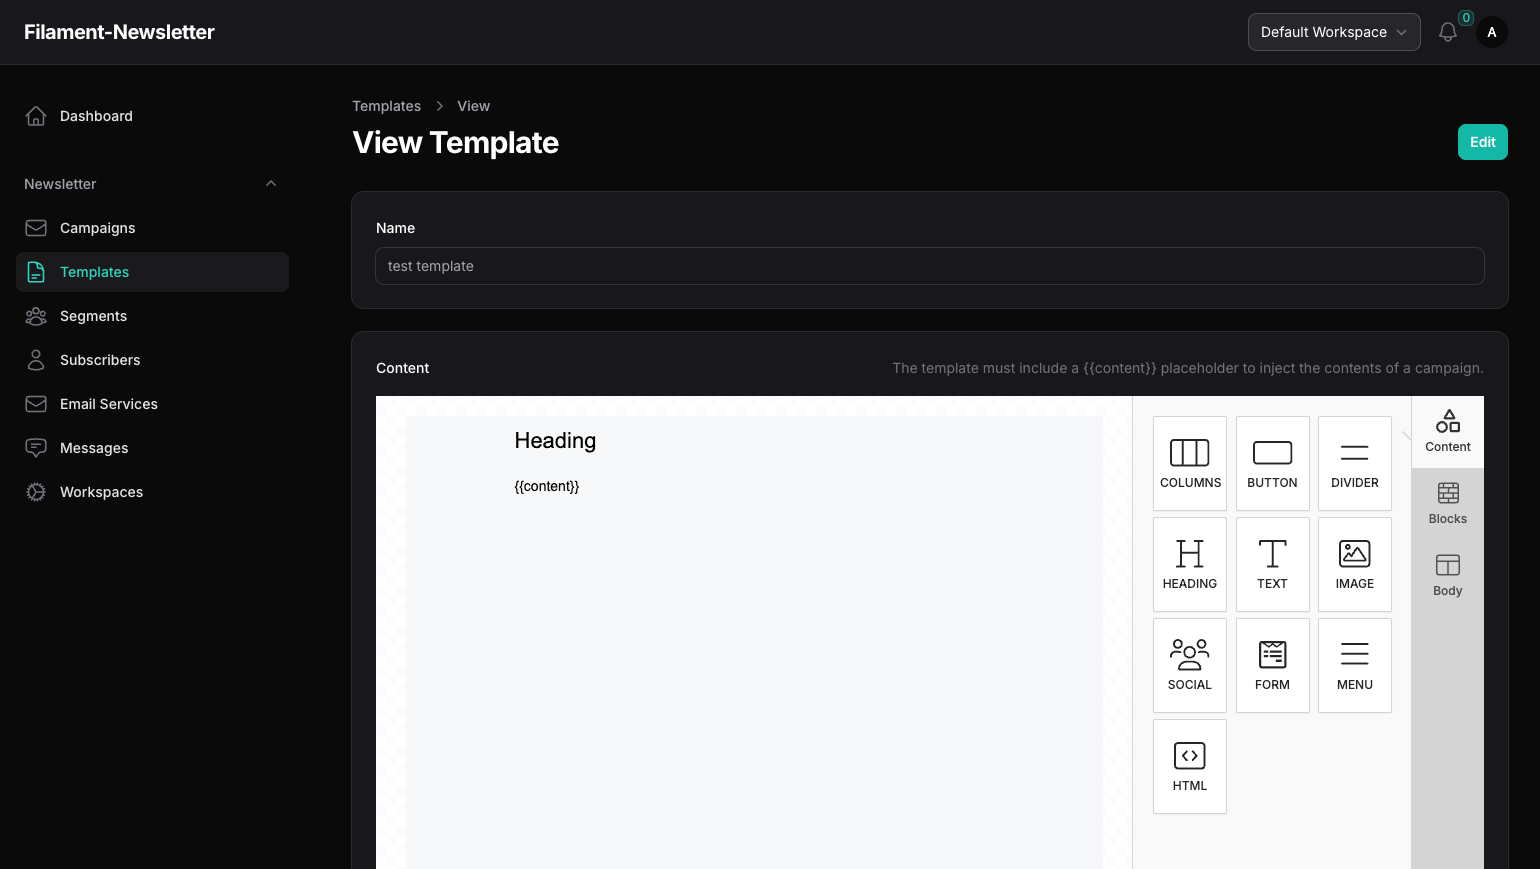 Filament-Newsletter
Default Workspace
0
A
Dashboard
Newsletter
Campaigns
Templates
Segments
Subscribers
Email Services
Messages
Workspaces
Templates > View
View Template
Edit
Name
test template
Content
The template must include a {{content}} placeholder to inject the contents of a campaign.
Heading
{{content}}
COLUMNS
BUTTON
DIVIDER
HEADING
TEXT
IMAGE
SOCIAL
FORM
MENU
HTML
Content
Blocks
Body